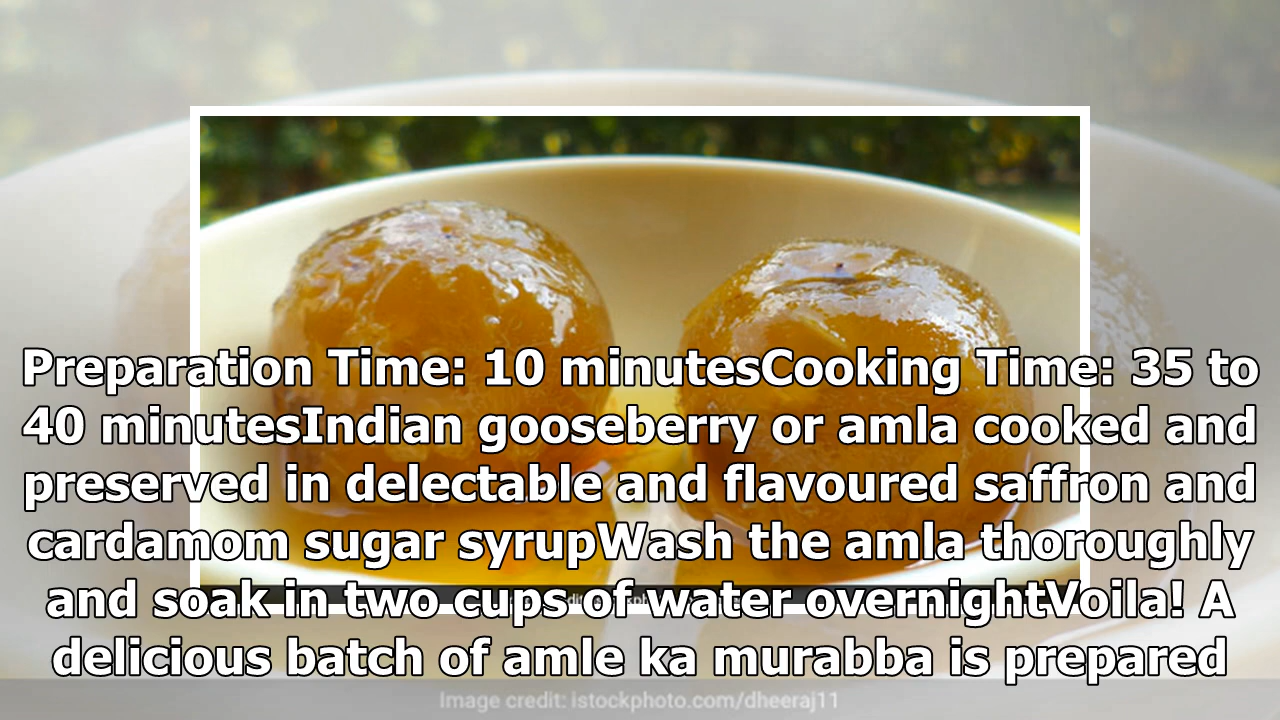 Preparation Time: 10 minutesCooking Time: 35 to
40 minutesIndian gooseberry or amla cooked and
preserved in delectable and flavoured saffron and
cardamom sugar syrupWash the amla thoroughly
and soak in two cups of water overnightVoila! A
delicious batch of amle ka murabba is prepared
Image credit: istockphoto.com/dheeraj11